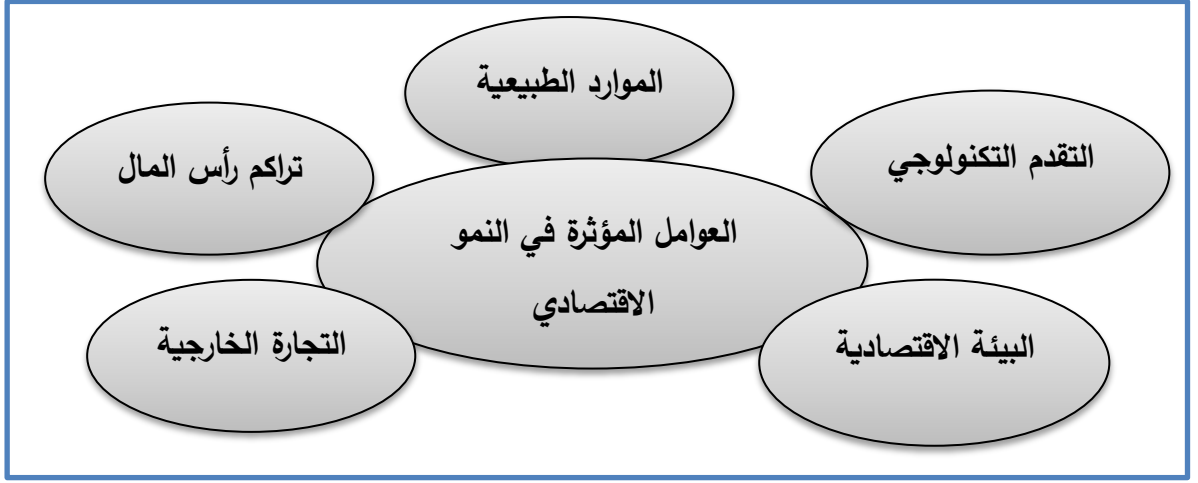 الموارد الطبيعية
التقدم التكنولوجي
تراكم رأس المال
العوامل المؤثرة في النمو
الاقتصادي
البيئة الاقتصادية
التجارة الخارجية